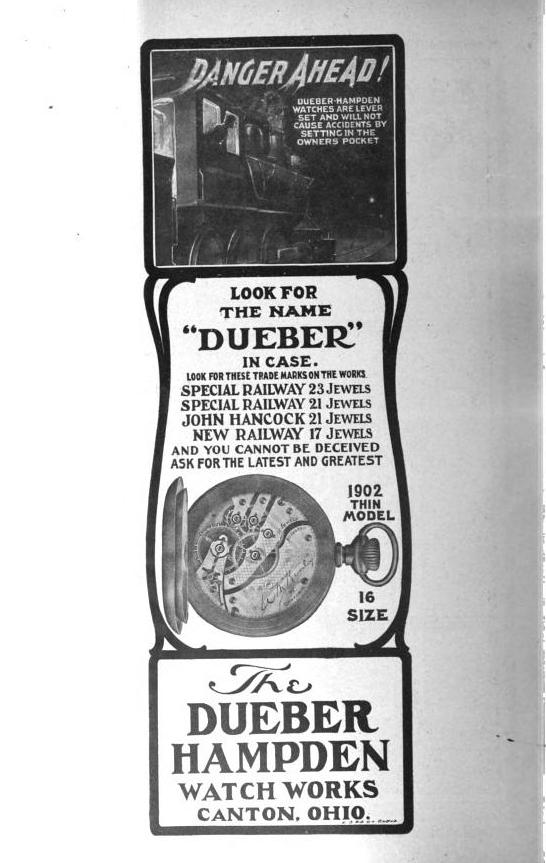 DANGER AHEAD!
DUEBER-HAMPDEN
WATCHES ARE LEVER
SET AND WILL NOT
CAUSE ACCIDENTS BY
SETTING IN THE
OWNERS POCKET
LOOK FOR
THE NAME
"DUEBER"
IN CASE.
LOOK FOR THESE TRADE MARKS ON THE WORKS
SPECIAL RAILWAY 23 JEWELS
SPECIAL RAILWAY 21 JEWELS
JOHN HANCOCK 21 JEWELS
NEW RAILWAY 17 JEWELS
AND YOU CANNOT BE DECEIVED
ASK FOR THE LATEST AND GREATEST
1902
THIN
MODEL
16
SIZE
The
DUEBER
HAMPDEN
WATCH WORKS
CANTON, OHIO.